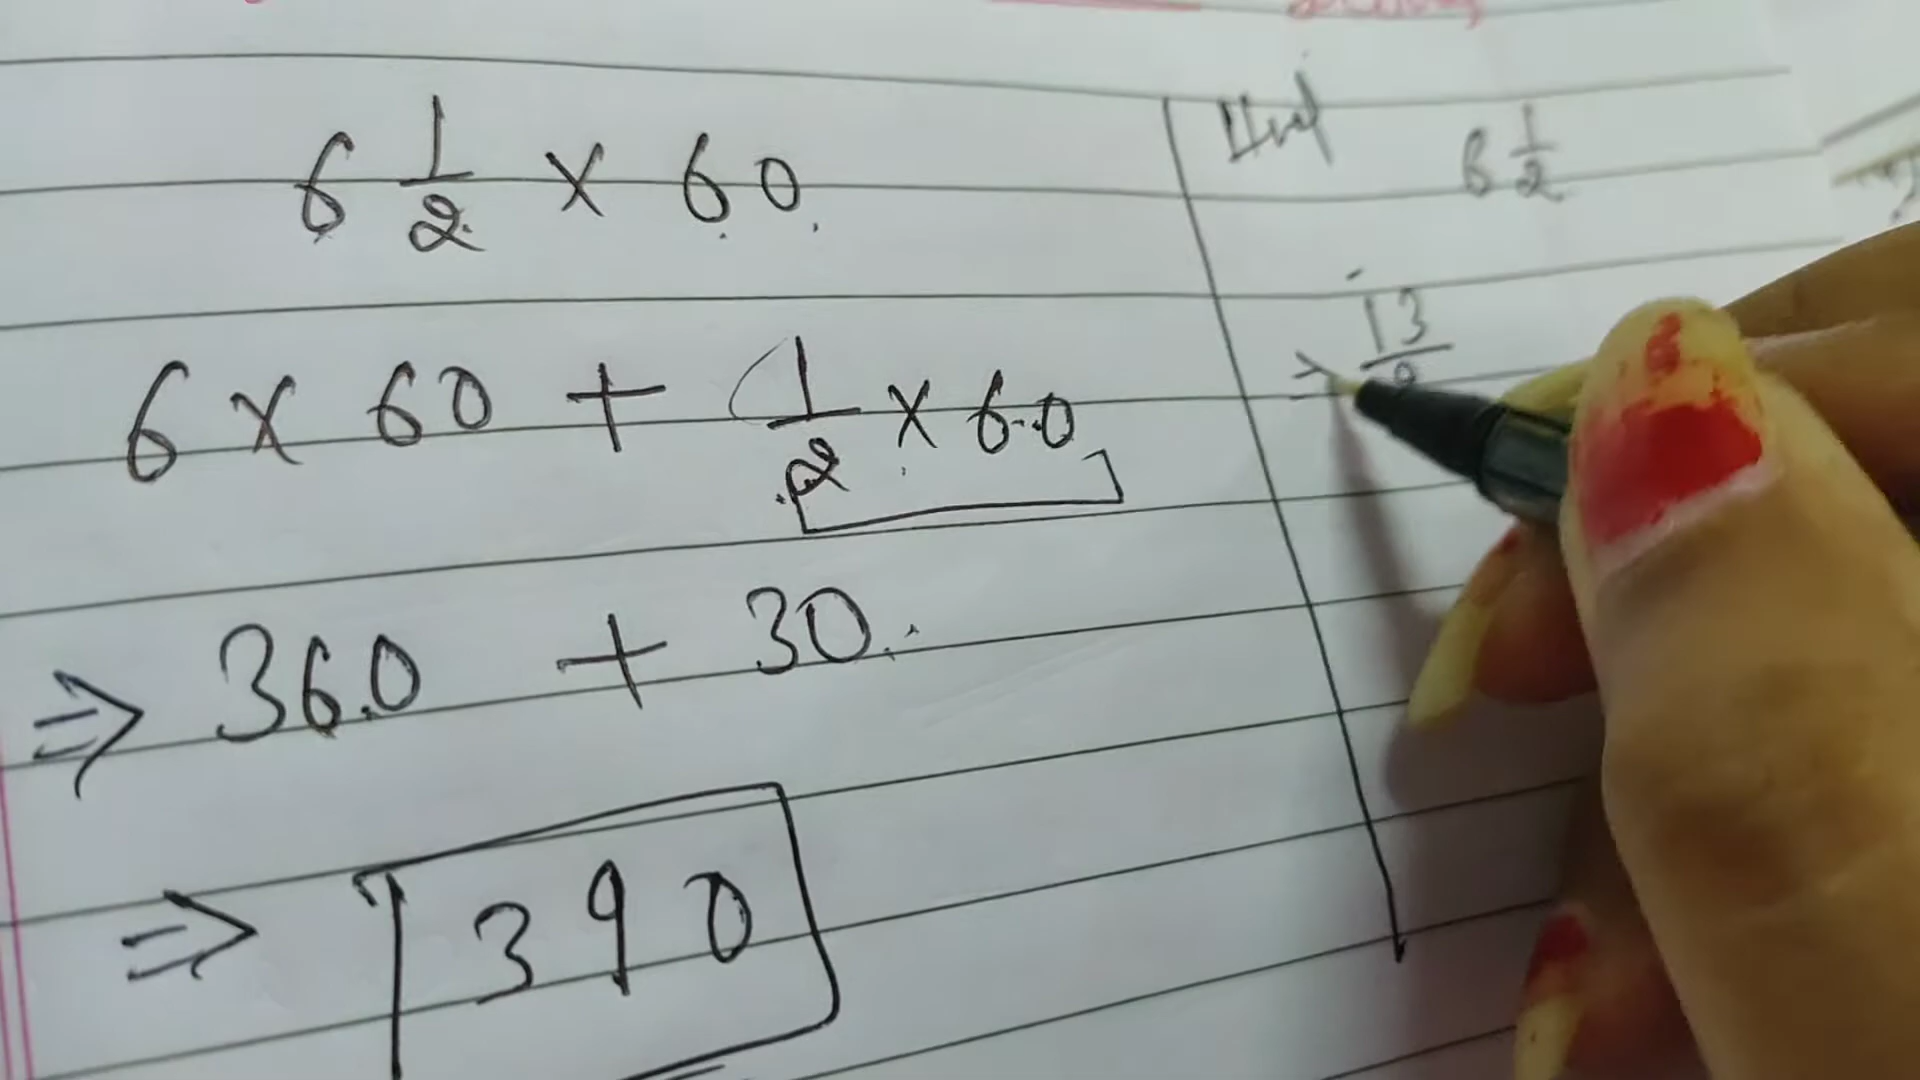 6 1/2 × 60
6 × 60 + 1/2 × 60
⇒ 360 + 30
⇒ 390
6 1/2
13/2